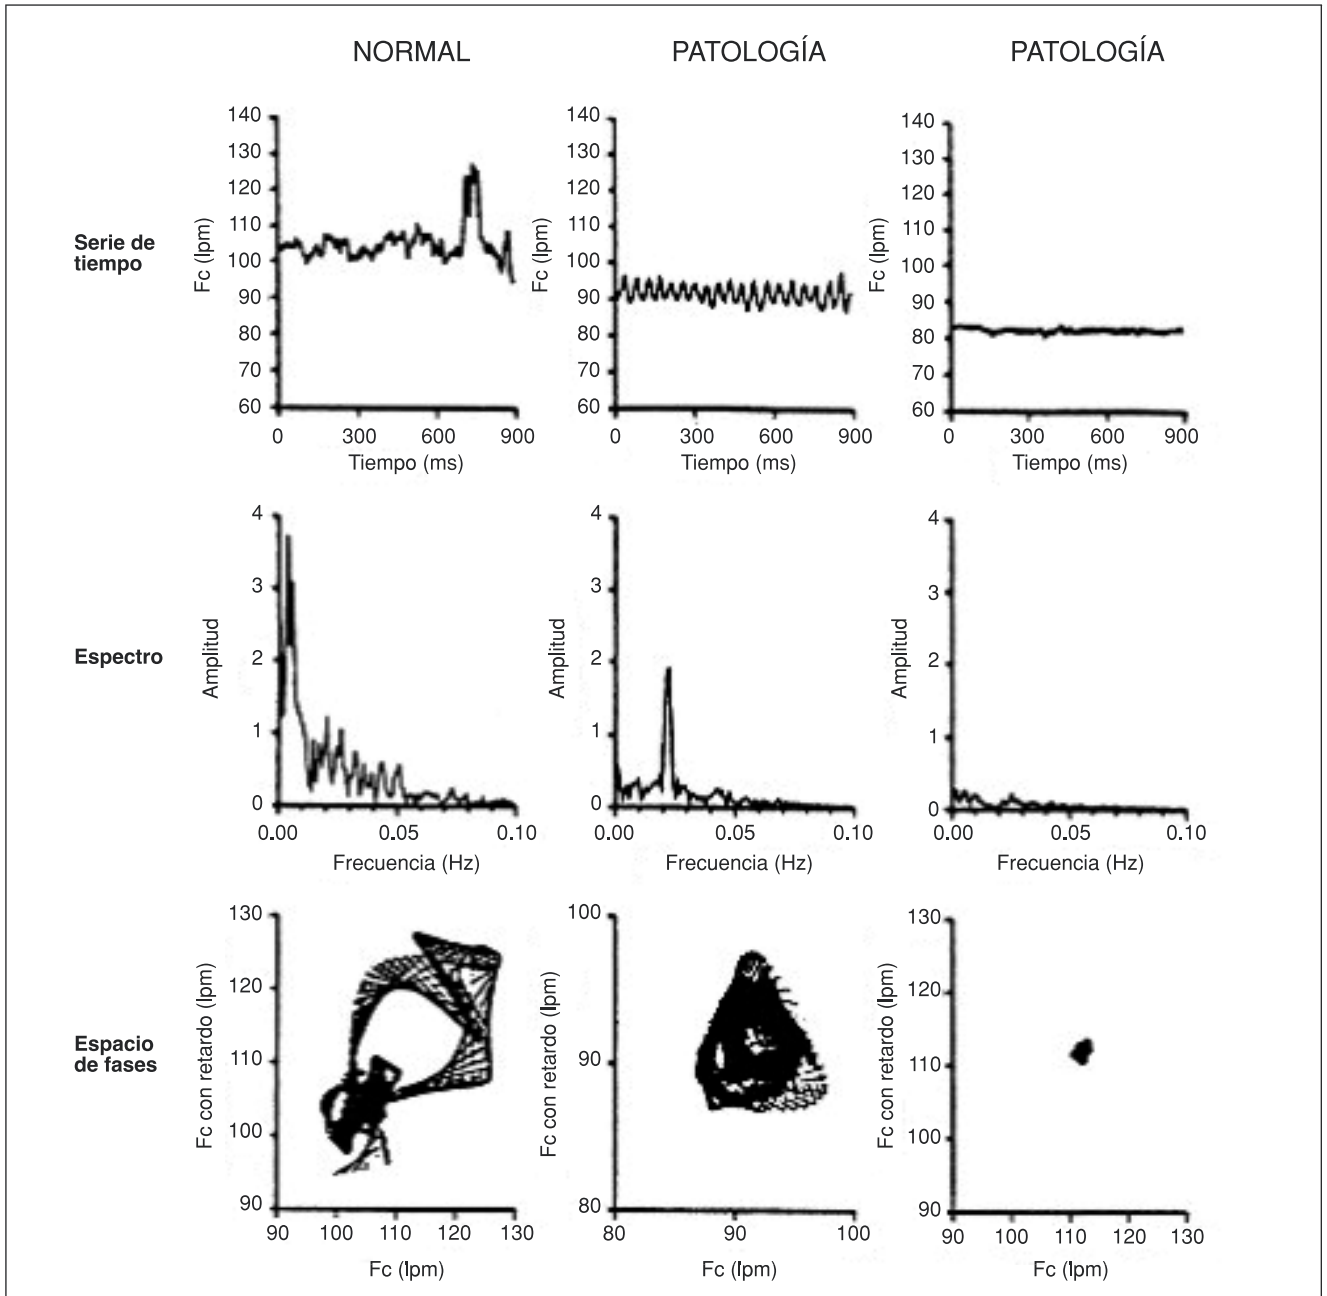 NORMAL PATOLOGÍA PATOLOGÍA
Serie de
tiempo
Fc (lpm)
140
130
120
110
100
90
80
70
60
0 300 600 900
Tiempo (ms)
Fc (lpm)
140
130
120
110
100
90
80
70
60
0 300 600 900
Tiempo (ms)
Fc (lpm)
140
130
120
110
100
90
80
70
60
0 300 600 900
Tiempo (ms)
Espectro
Amplitud
4
3
2
1
0
0.00 0.05 0.10
Frecuencia (Hz)
Amplitud
4
3
2
1
0
0.00 0.05 0.10
Frecuencia (Hz)
Amplitud
4
3
2
1
0
0.00 0.05 0.10
Frecuencia (Hz)
Espacio
de fases
Fc con retardo (lpm)
130
120
110
100
90
90 100 110 120 130
Fc (lpm)
Fc con retardo (lpm)
100
90
80
80 90 100
Fc (lpm)
Fc con retardo (lpm)
130
120
110
100
90
90 100 110 120 130
Fc (lpm)